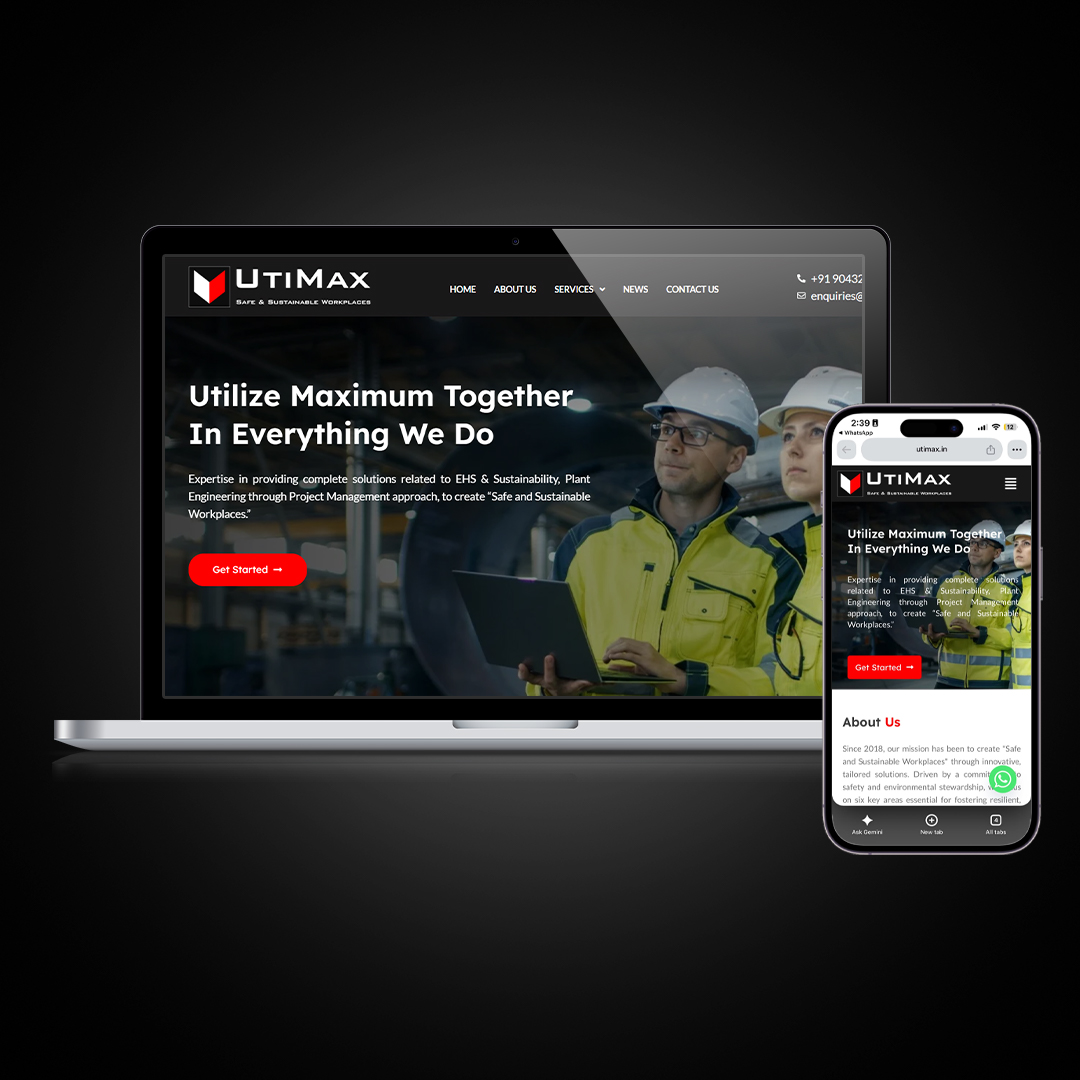 UTIMAX
SAFE & SUSTAINABLE WORKPLACES
HOME ABOUT US SERVICES NEWS CONTACT US
+91 90432
enquiries@
Utilize Maximum Together
In Everything We Do
Expertise in providing complete solutions related to EHS & Sustainability, Plant
Engineering through Project Management approach, to create “Safe and Sustainable
Workplaces.”
Get Started →
2:39
12
◀ WhatsApp
utimax.in
UTIMAX
SAFE & SUSTAINABLE WORKPLACES
Utilize Maximum Together
In Everything We Do
Expertise in providing complete solutions
related to EHS & Sustainability, Plant
Engineering through Project Management
approach, to create “Safe and Sustainable
Workplaces.”
Get Started →
About Us
Since 2018, our mission has been to create "Safe
and Sustainable Workplaces" through innovative,
tailored solutions. Driven by a commit
safety and environmental stewardship, us
on six key areas essential for fostering resilient,
Ask Gemini New tab All tabs
4